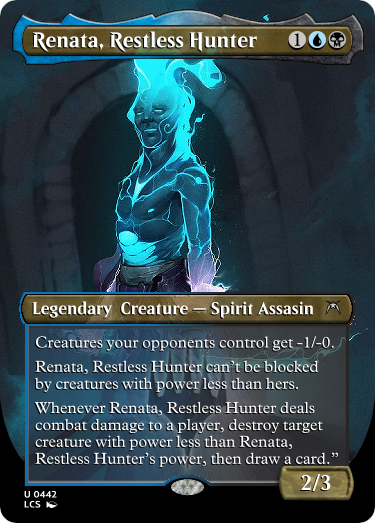 Renata, Restless Hunter 1
Legendary Creature — Spirit Assasin
Creatures your opponents control get -1/-0.
Renata, Restless Hunter can't be blocked
by creatures with power less than hers.
Whenever Renata, Restless Hunter deals
combat damage to a player, destroy target
creature with power less than Renata,
Restless Hunter's power, then draw a card.”
2/3
U 0442
LCS